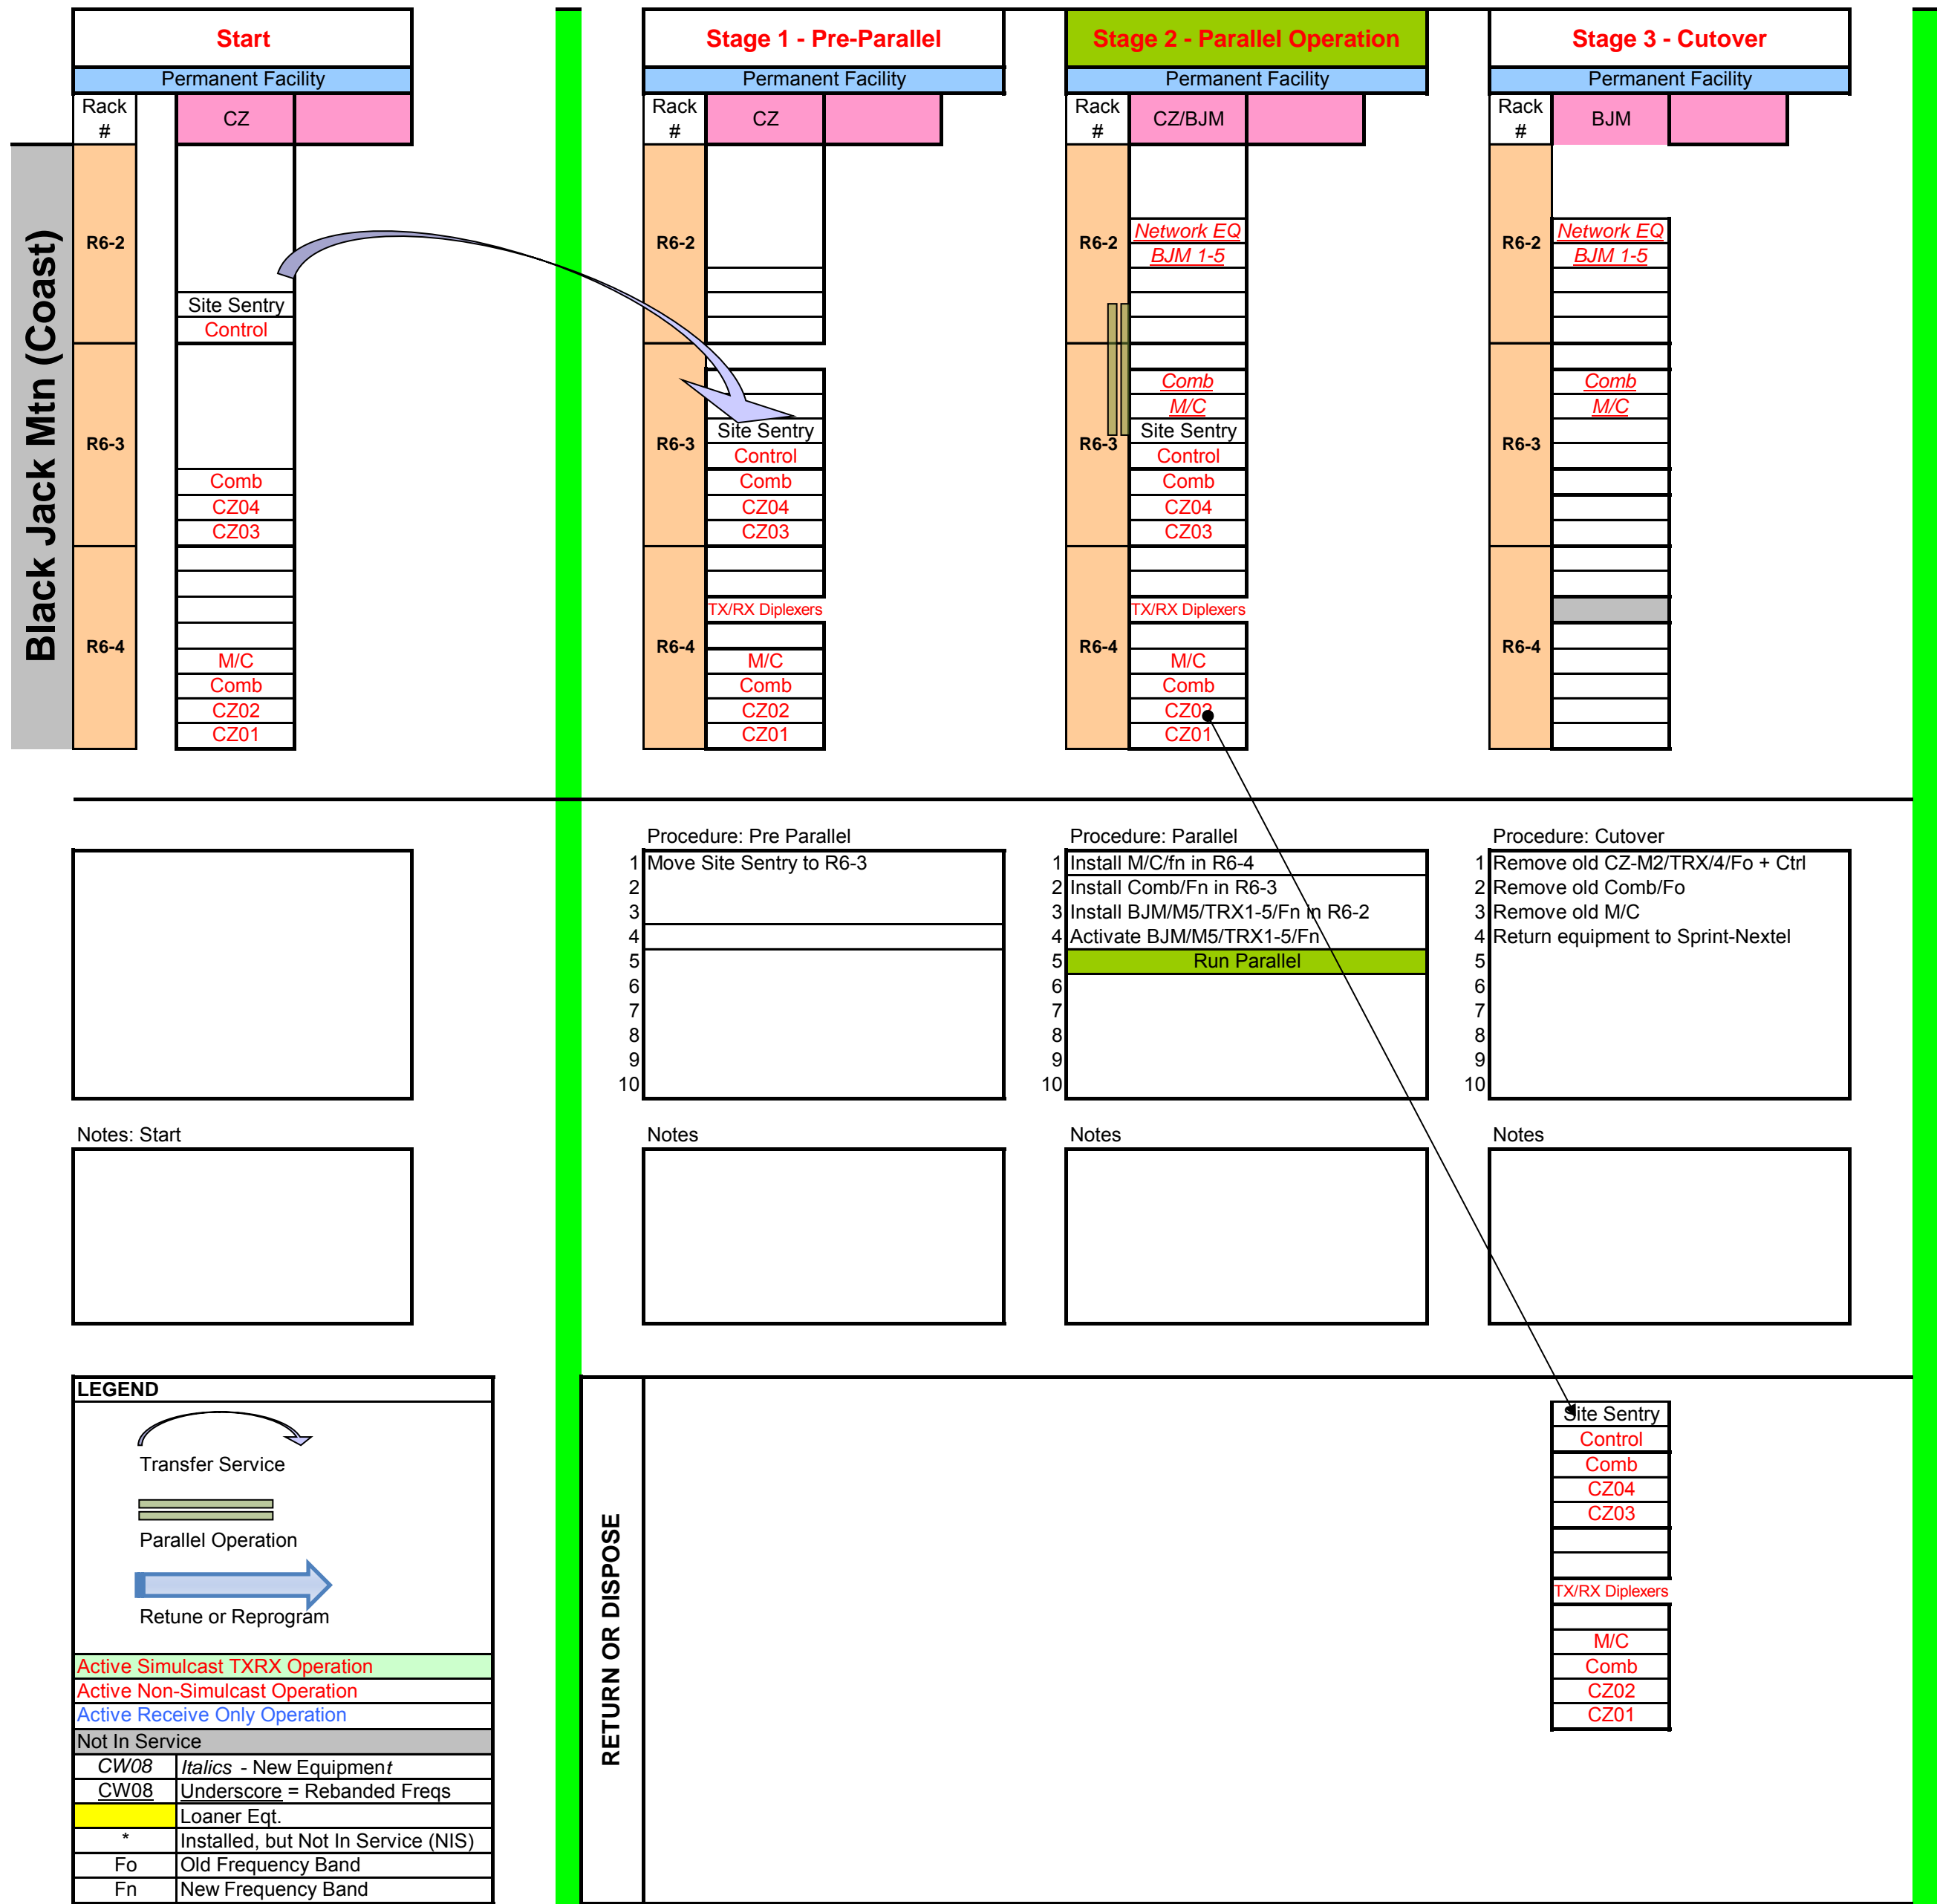 Start
Permanent Facility
Rack #
CZ
Black Jack Mtn (Coast)
R6-2
Site Sentry
Control
R6-3
Comb
CZ04
CZ03
R6-4
M/C
Comb
CZ02
CZ01
Stage 1 - Pre-Parallel
Permanent Facility
Rack #
CZ
R6-2
R6-3
Site Sentry
Control
Comb
CZ04
CZ03
R6-4
TX/RX Diplexers
M/C
Comb
CZ02
CZ01
Stage 2 - Parallel Operation
Permanent Facility
Rack #
CZ/BJM
R6-2
Network EQ
BJM 1-5
R6-3
Comb
M/C
Site Sentry
Control
Comb
CZ04
CZ03
R6-4
TX/RX Diplexers
M/C
Comb
CZ02
CZ01
Stage 3 - Cutover
Permanent Facility
Rack #
BJM
R6-2
Network EQ
BJM 1-5
R6-3
Comb
M/C
R6-4
Procedure: Pre Parallel
1 Move Site Sentry to R6-3
2
3
4
5
6
7
8
9
10
Procedure: Parallel
1 Install M/C/fn in R6-4
2 Install Comb/Fn in R6-3
3 Install BJM/M5/TRX1-5/Fn in R6-2
4 Activate BJM/M5/TRX1-5/Fn
5 Run Parallel
6
7
8
9
10
Procedure: Cutover
1 Remove old CZ-M2/TRX/4/Fo + Ctrl
2 Remove old Comb/Fo
3 Remove old M/C
4 Return equipment to Sprint-Nextel
5
6
7
8
9
10
Notes: Start
Notes
Notes
Notes
LEGEND
Transfer Service
Parallel Operation
Retune or Reprogram
Active Simulcast TXRX Operation
Active Non-Simulcast Operation
Active Receive Only Operation
Not In Service
CW08 Italics - New Equipment
CW08 Underscore = Rebanded Freqs
Loaner Eqt.
* Installed, but Not In Service (NIS)
Fo Old Frequency Band
Fn New Frequency Band
RETURN OR DISPOSE
Site Sentry
Control
Comb
CZ04
CZ03
TX/RX Diplexers
M/C
Comb
CZ02
CZ01